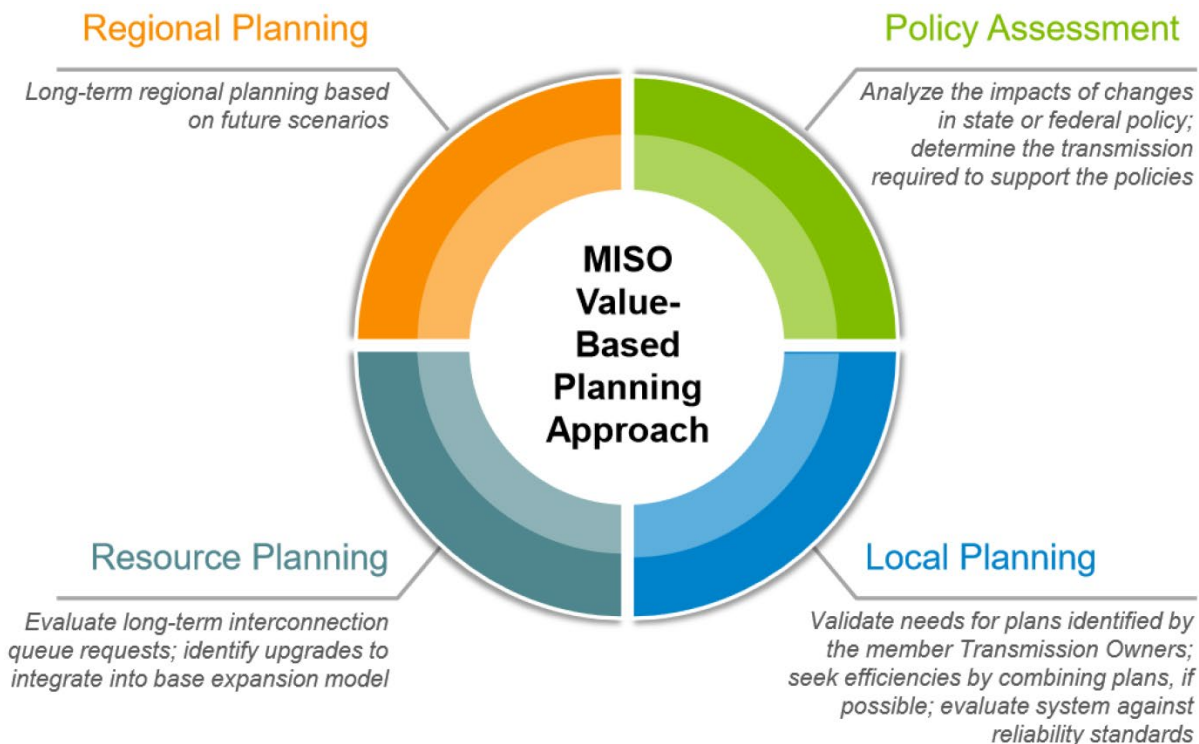 Regional Planning
Long-term regional planning based
on future scenarios
Policy Assessment
Analyze the impacts of changes
in state or federal policy;
determine the transmission
required to support the policies
MISO
Value-
Based
Planning
Approach
Resource Planning
Evaluate long-term interconnection
queue requests; identify upgrades to
integrate into base expansion model
Local Planning
Validate needs for plans identified by
the member Transmission Owners;
seek efficiencies by combining plans, if
possible; evaluate system against
reliability standards